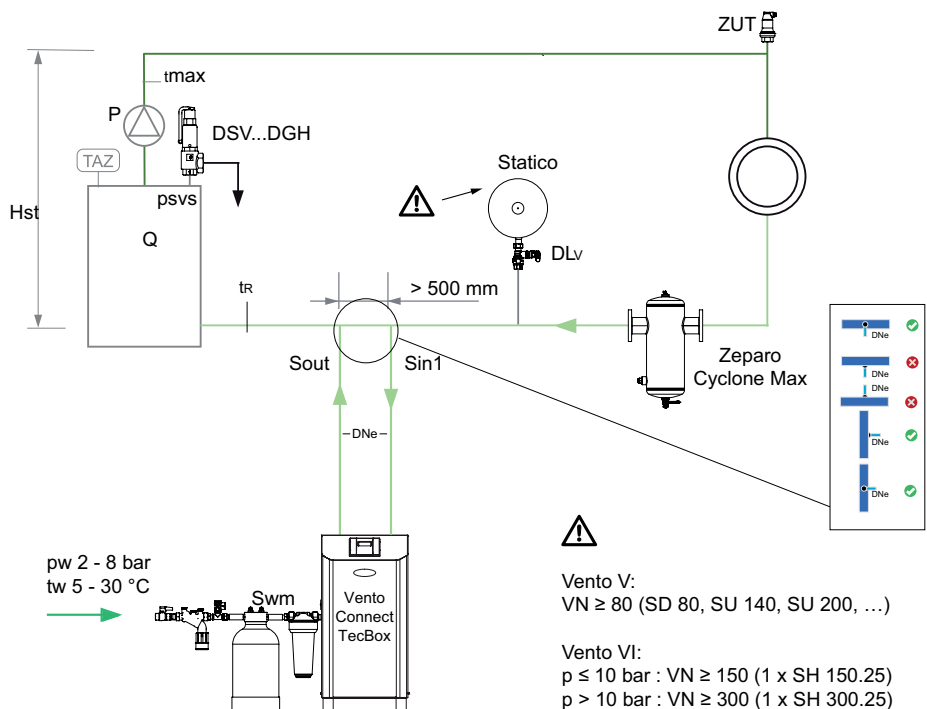 ZUT
tmax
P
DSV...DGH
TAZ
Statico
psvs
Hst
Q
DLv
tR
> 500 mm
DNe
DNe
DNe
DNe
DNe
Sout
Sin1
Zeparo
Cyclone Max
DNe
pw 2 - 8 bar
tw 5 - 30 °C
Swm
Vento
Connect
TecBox
Vento V:
VN ≥ 80 (SD 80, SU 140, SU 200, …)
Vento VI:
p ≤ 10 bar : VN ≥ 150 (1 x SH 150.25)
p > 10 bar : VN ≥ 300 (1 x SH 300.25)